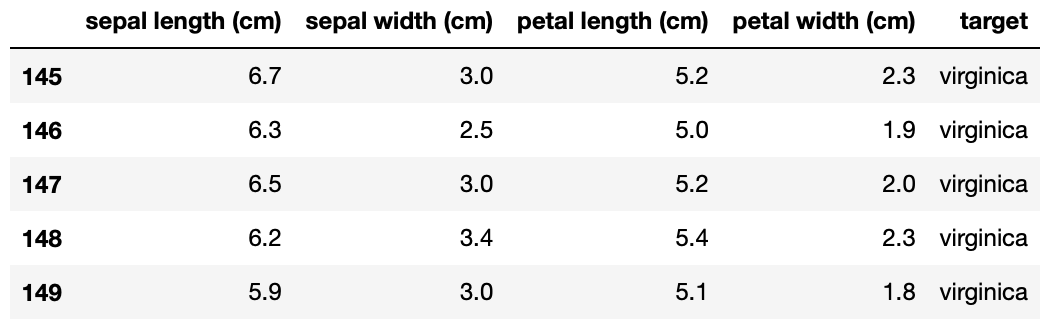 sepal length (cm) sepal width (cm) petal length (cm) petal width (cm) target
145 6.7 3.0 5.2 2.3 virginica
146 6.3 2.5 5.0 1.9 virginica
147 6.5 3.0 5.2 2.0 virginica
148 6.2 3.4 5.4 2.3 virginica
149 5.9 3.0 5.1 1.8 virginica